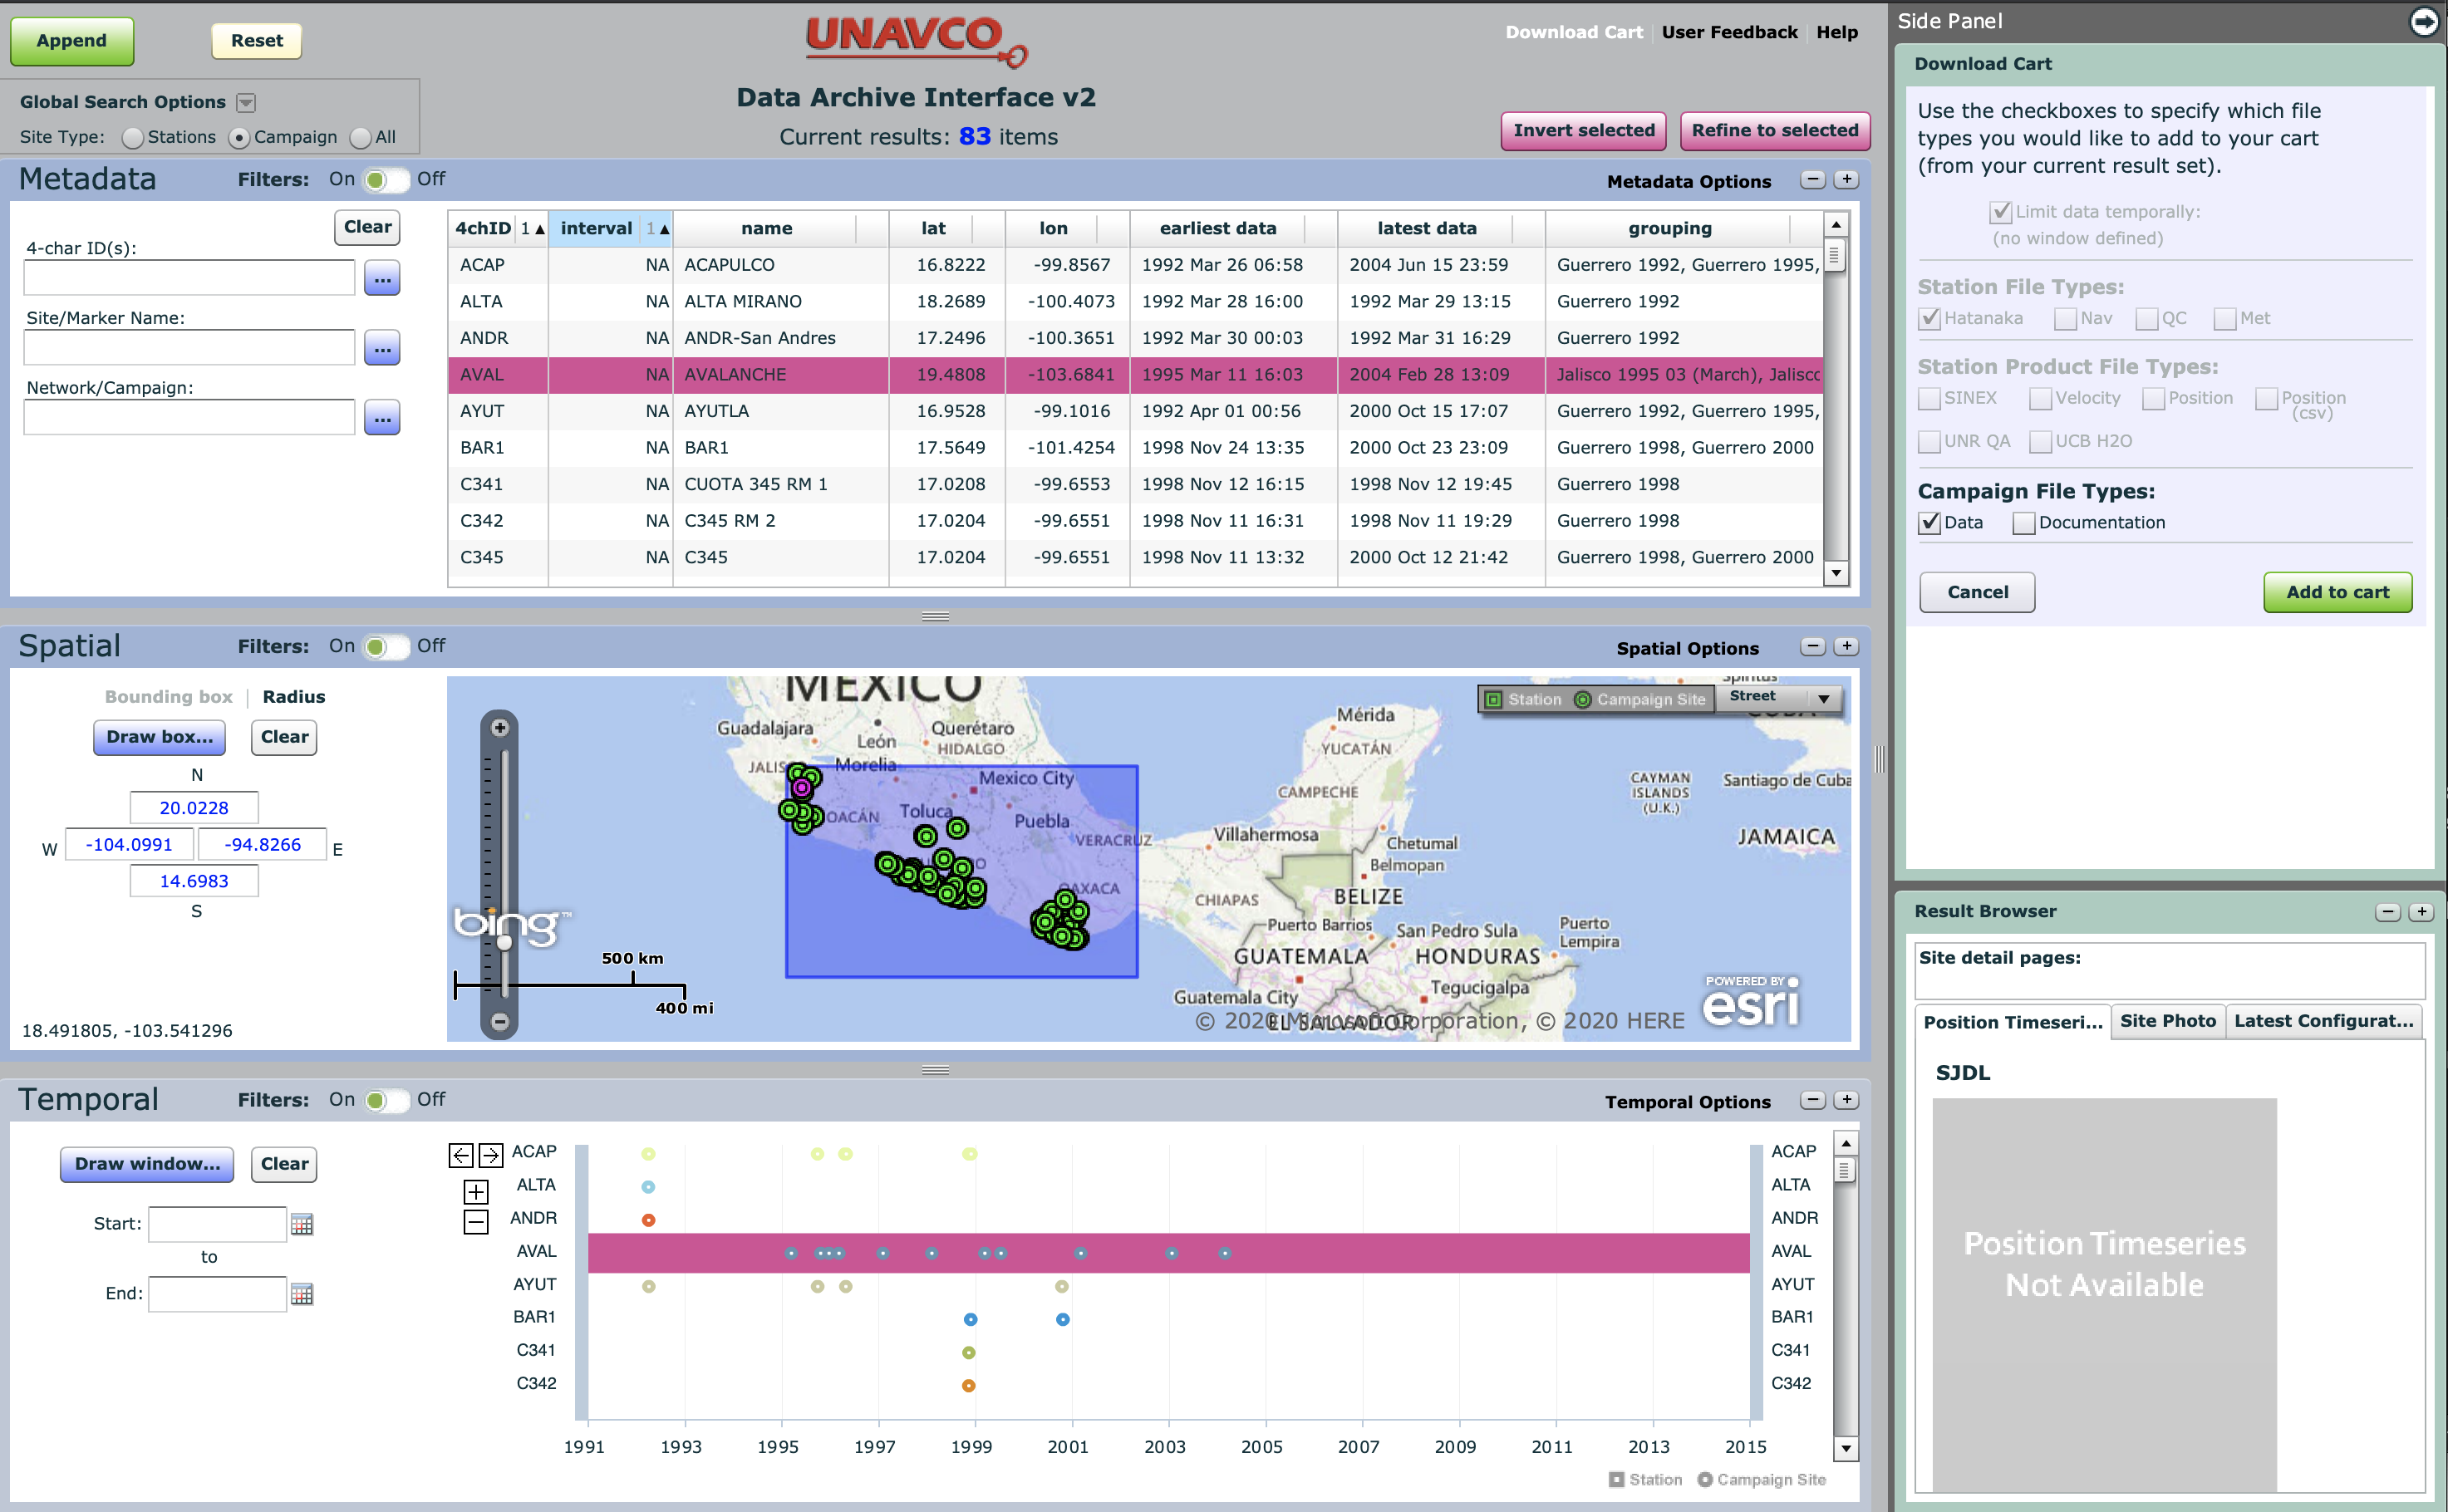 Append
Reset
UNAVCO
Download Cart
User Feedback
Help
Global Search Options
Site Type: Stations Campaign All
Data Archive Interface v2
Current results: 83 items
Invert selected
Refine to selected
Metadata
Filters: On Off
Metadata Options
Clear
4-char ID(s):
...
Site/Marker Name:
...
Network/Campaign:
...
4chID 1 interval 1 name lat lon earliest data latest data grouping
ACAP NA ACAPULCO 16.8222 -99.8567 1992 Mar 26 06:58 2004 Jun 15 23:59 Guerrero 1992, Guerrero 1995,
ALTA NA ALTA MIRANO 18.2689 -100.4073 1992 Mar 28 16:00 1992 Mar 29 13:15 Guerrero 1992
ANDR NA ANDR-San Andres 17.2496 -100.3651 1992 Mar 30 00:03 1992 Mar 31 16:29 Guerrero 1992
AVAL NA AVALANCHE 19.4808 -103.6841 1995 Mar 11 16:03 2004 Feb 28 13:09 Jalisco 1995 03 (March), Jalisco
AYUT NA AYUTLA 16.9528 -99.1016 1992 Apr 01 00:56 2000 Oct 15 17:07 Guerrero 1992, Guerrero 1995,
BAR1 NA BAR1 17.5649 -101.4254 1998 Nov 24 13:35 2000 Oct 23 23:09 Guerrero 1998, Guerrero 2000
C341 NA CUOTA 345 RM 1 17.0208 -99.6553 1998 Nov 12 16:15 1998 Nov 12 19:45 Guerrero 1998
C342 NA C345 RM 2 17.0204 -99.6551 1998 Nov 11 16:31 1998 Nov 11 19:29 Guerrero 1998
C345 NA C345 17.0204 -99.6551 1998 Nov 11 13:32 2000 Oct 12 21:42 Guerrero 1998, Guerrero 2000
Spatial
Filters: On Off
Spatial Options
Bounding box | Radius
Draw box...
Clear
N
20.0228
W -104.0991 -94.8266 E
14.6983
S
18.491805, -103.541296
MEXICO
Station Campaign Site Street
Mérida
Guadalajara
Querétaro
León
HIDALGO
YUCATÁN
JALIS
Morelia
Mexico City
CAYMAN
ISLANDS
(U.K.)
Santiago de Cuba
CAMPECHE
Toluca
OACÁN
Puebla
VERACRUZ
Villahermosa
Chetumal
JAMAICA
Belmopan
OAXACA
CHIAPAS
BELIZE
Puerto Barrios
San Pedro Sula
Puerto
Lempira
GUATEMALA
HONDURAS
Tegucigalpa
Guatemala City
EL SALVADOR
bing™
500 km
400 mi
POWERED BY
esri
© 2020 Microsoft Corporation, © 2020 HERE
Temporal
Filters: On Off
Temporal Options
Draw window...
Clear
Start:
to
End:
ACAP ACAP
ALTA ALTA
ANDR ANDR
AVAL AVAL
AYUT AYUT
BAR1 BAR1
C341 C341
C342 C342
1991 1993 1995 1997 1999 2001 2003 2005 2007 2009 2011 2013 2015
Station Campaign Site
Side Panel
Download Cart
Use the checkboxes to specify which file
types you would like to add to your cart
(from your current result set).
Limit data temporally:
(no window defined)
Station File Types:
Hatanaka Nav QC Met
Station Product File Types:
SINEX Velocity Position Position
(csv)
UNR QA UCB H2O
Campaign File Types:
Data Documentation
Cancel
Add to cart
Result Browser
Site detail pages:
Position Timeseri... Site Photo Latest Configurat...
SJDL
Position Timeseries
Not Available